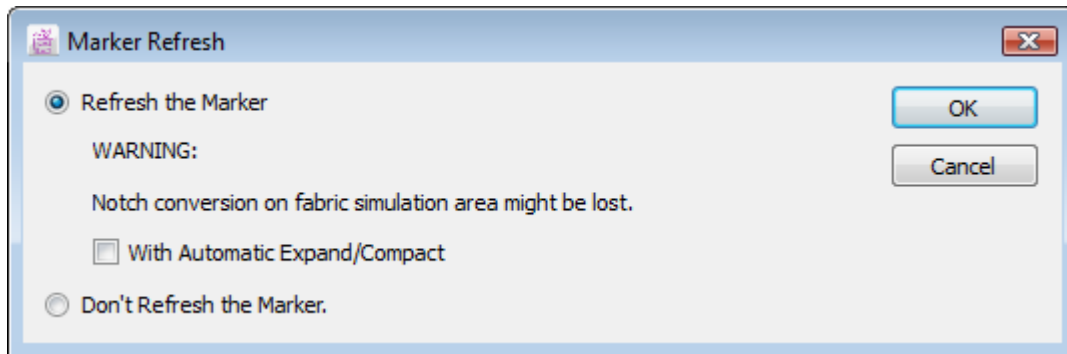 Marker Refresh
Refresh the Marker
OK
WARNING:
Cancel
Notch conversion on fabric simulation area might be lost.
With Automatic Expand/Compact
Don't Refresh the Marker.